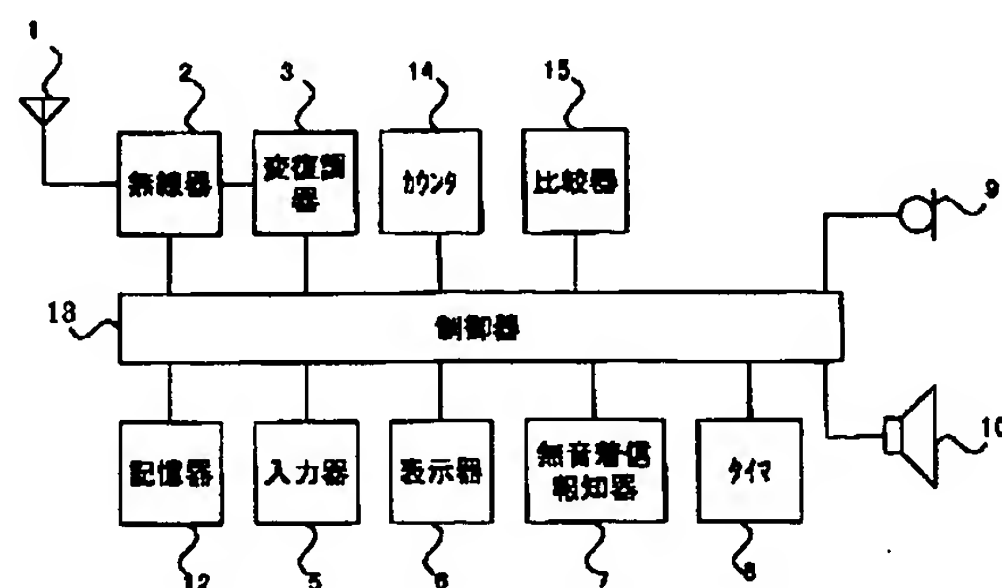 1
2
3
14
15
無線器
変復調
器
カウンタ
比較器
9
18
制御器
10
記憶器
入力器
表示器
無音着信
報知器
タイマ
12
5
6
7
8